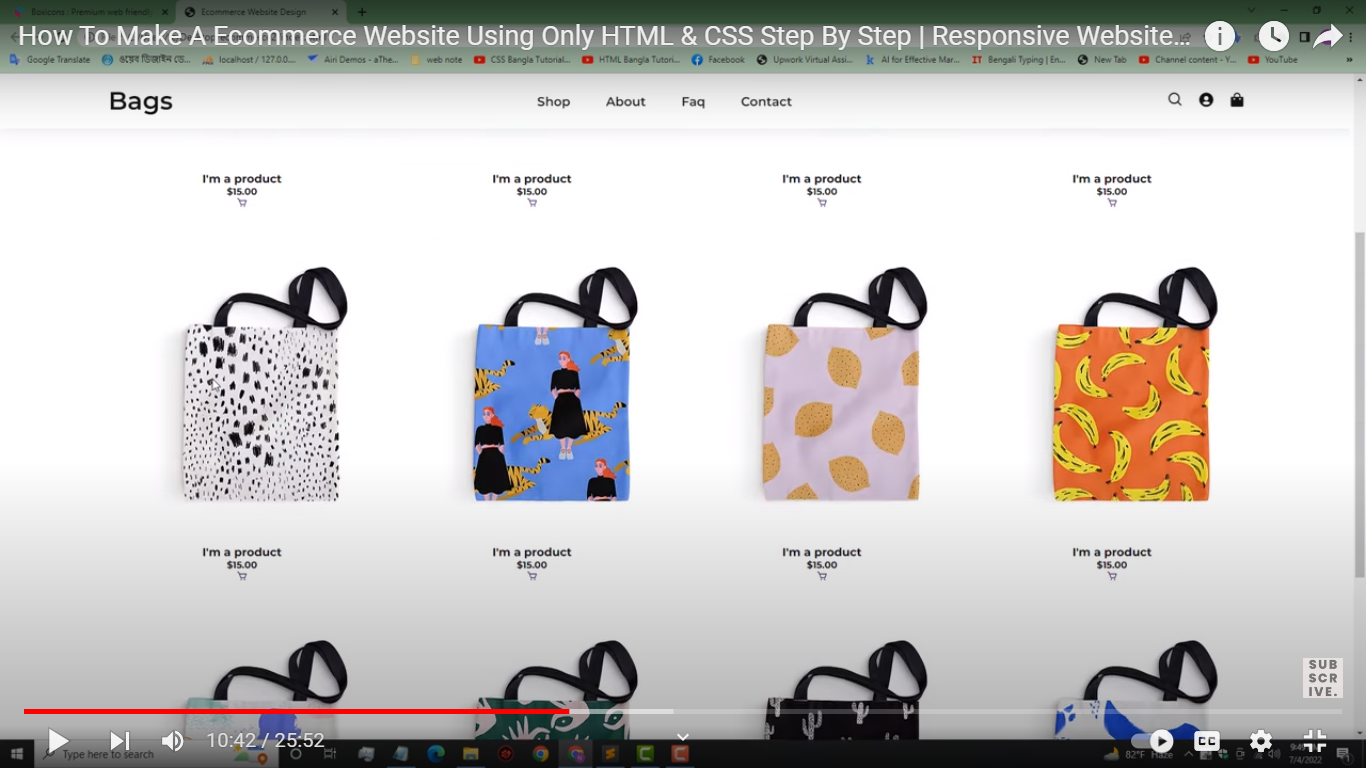 Boxicons : Premium web friendly
Ecommerce Website Design
How To Make A Ecommerce Website Using Only HTML & CSS Step By Step | Responsive Website...
Google Translate
ওয়েব ডিজাইন ডে...
localhost / 127.0.0....
Airi Demos - aThe...
web note
CSS Bangla Tutorial...
HTML Bangla Tutori...
Facebook
Upwork Virtual Assi...
AI for Effective Mar...
Bengali Typing | En...
New Tab
Channel content - Y...
YouTube
Bags
Shop
About
Faq
Contact
I'm a product
$15.00
I'm a product
$15.00
I'm a product
$15.00
I'm a product
$15.00
I'm a product
$15.00
I'm a product
$15.00
I'm a product
$15.00
I'm a product
$15.00
SUB
SCR
IVE.
10:42 / 25:52
CC
Type here to search
82°F Haze
7/4/2022